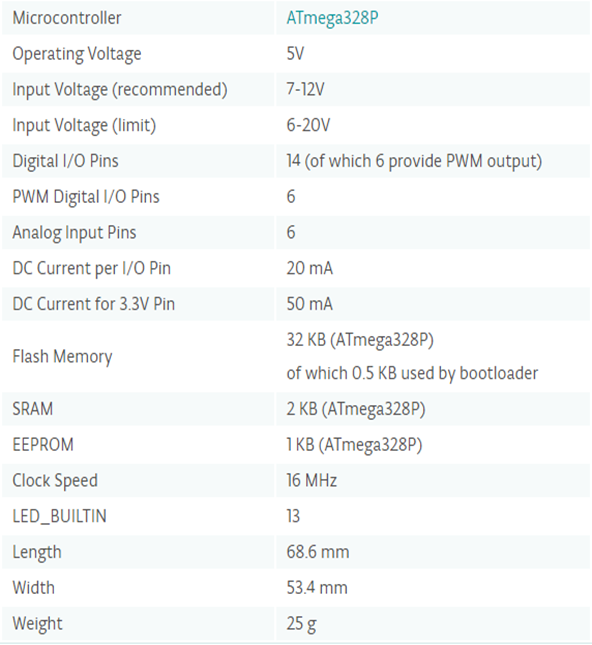 Microcontroller ATmega328P
Operating Voltage 5V
Input Voltage (recommended) 7-12V
Input Voltage (limit) 6-20V
Digital I/O Pins 14 (of which 6 provide PWM output)
PWM Digital I/O Pins 6
Analog Input Pins 6
DC Current per I/O Pin 20 mA
DC Current for 3.3V Pin 50 mA
Flash Memory 32 KB (ATmega328P)
of which 0.5 KB used by bootloader
SRAM 2 KB (ATmega328P)
EEPROM 1 KB (ATmega328P)
Clock Speed 16 MHz
LED_BUILTIN 13
Length 68.6 mm
Width 53.4 mm
Weight 25 g